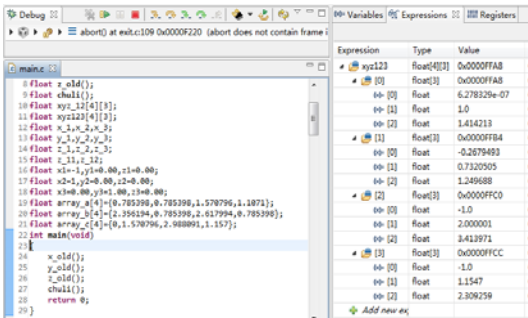 Debug
abort() at exit.c:109 0x0000F220 (abort does not contain frame i
main.c
8 float z_old();
9 float chuli();
10 float xyz_12[4][3];
11 float xyz123[4][3];
12 float x_1,x_2,x_3;
13 float y_1,y_2,y_3;
14 float z_1,z_2,z_3;
15 float z_11,z_12;
16 float x1=-1,y1=0.00,z1=0.00;
17 float x2=1,y2=0.00,z2=0.00;
18 float x3=0.00,y3=1.00,z3=0.00;
19 float array_a[4]={0.785398,0.785398,1.570796,1.1071};
20 float array_b[4]={2.356194,0.785398,2.617994,0.785398};
21 float array_c[4]={0,1.570796,2.988091,1.157};
22 int main(void)
23 {
24 x_old();
25 y_old();
26 z_old();
27 chuli();
28 return 0;
29 }
Variables Expressions Registers
Expression Type Value
xyz123 float[4][3] 0x0000FFA8
[0] float[3] 0x0000FFA8
[0] float 6.278329e-07
[1] float 1.0
[2] float 1.414213
[1] float[3] 0x0000FFB4
[0] float -0.2679493
[1] float 0.7320505
[2] float 1.249688
[2] float[3] 0x0000FFC0
[0] float -1.0
[1] float 2.000001
[2] float 3.413971
[3] float[3] 0x0000FFCC
[0] float -1.0
[1] float 1.1547
[2] float 2.309259
Add new ex